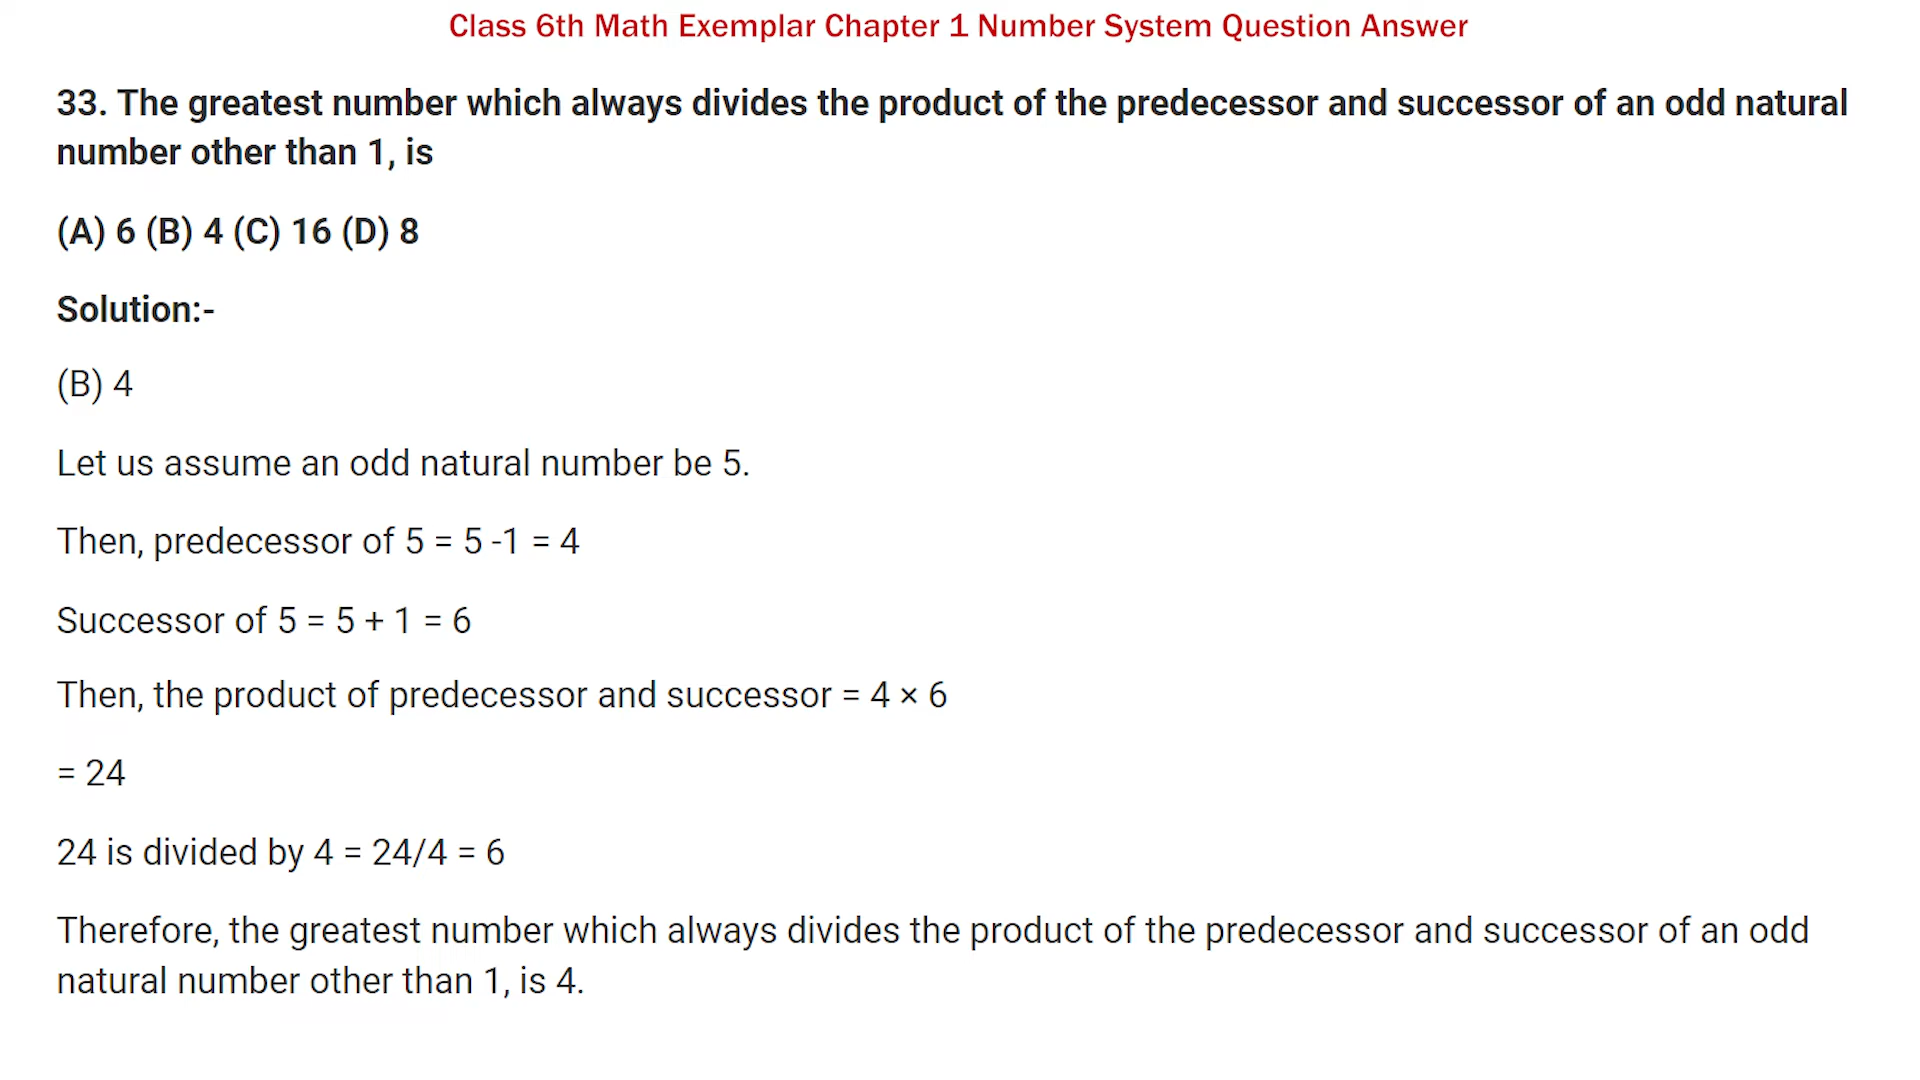 Class 6th Math Exemplar Chapter 1 Number System Question Answer
33. The greatest number which always divides the product of the predecessor and successor of an odd natural
number other than 1, is
(A) 6 (B) 4 (C) 16 (D) 8
Solution:-
(B) 4
Let us assume an odd natural number be 5.
Then, predecessor of 5 = 5 -1 = 4
Successor of 5 = 5 + 1 = 6
Then, the product of predecessor and successor = 4 × 6
= 24
24 is divided by 4 = 24/4 = 6
Therefore, the greatest number which always divides the product of the predecessor and successor of an odd
natural number other than 1, is 4.